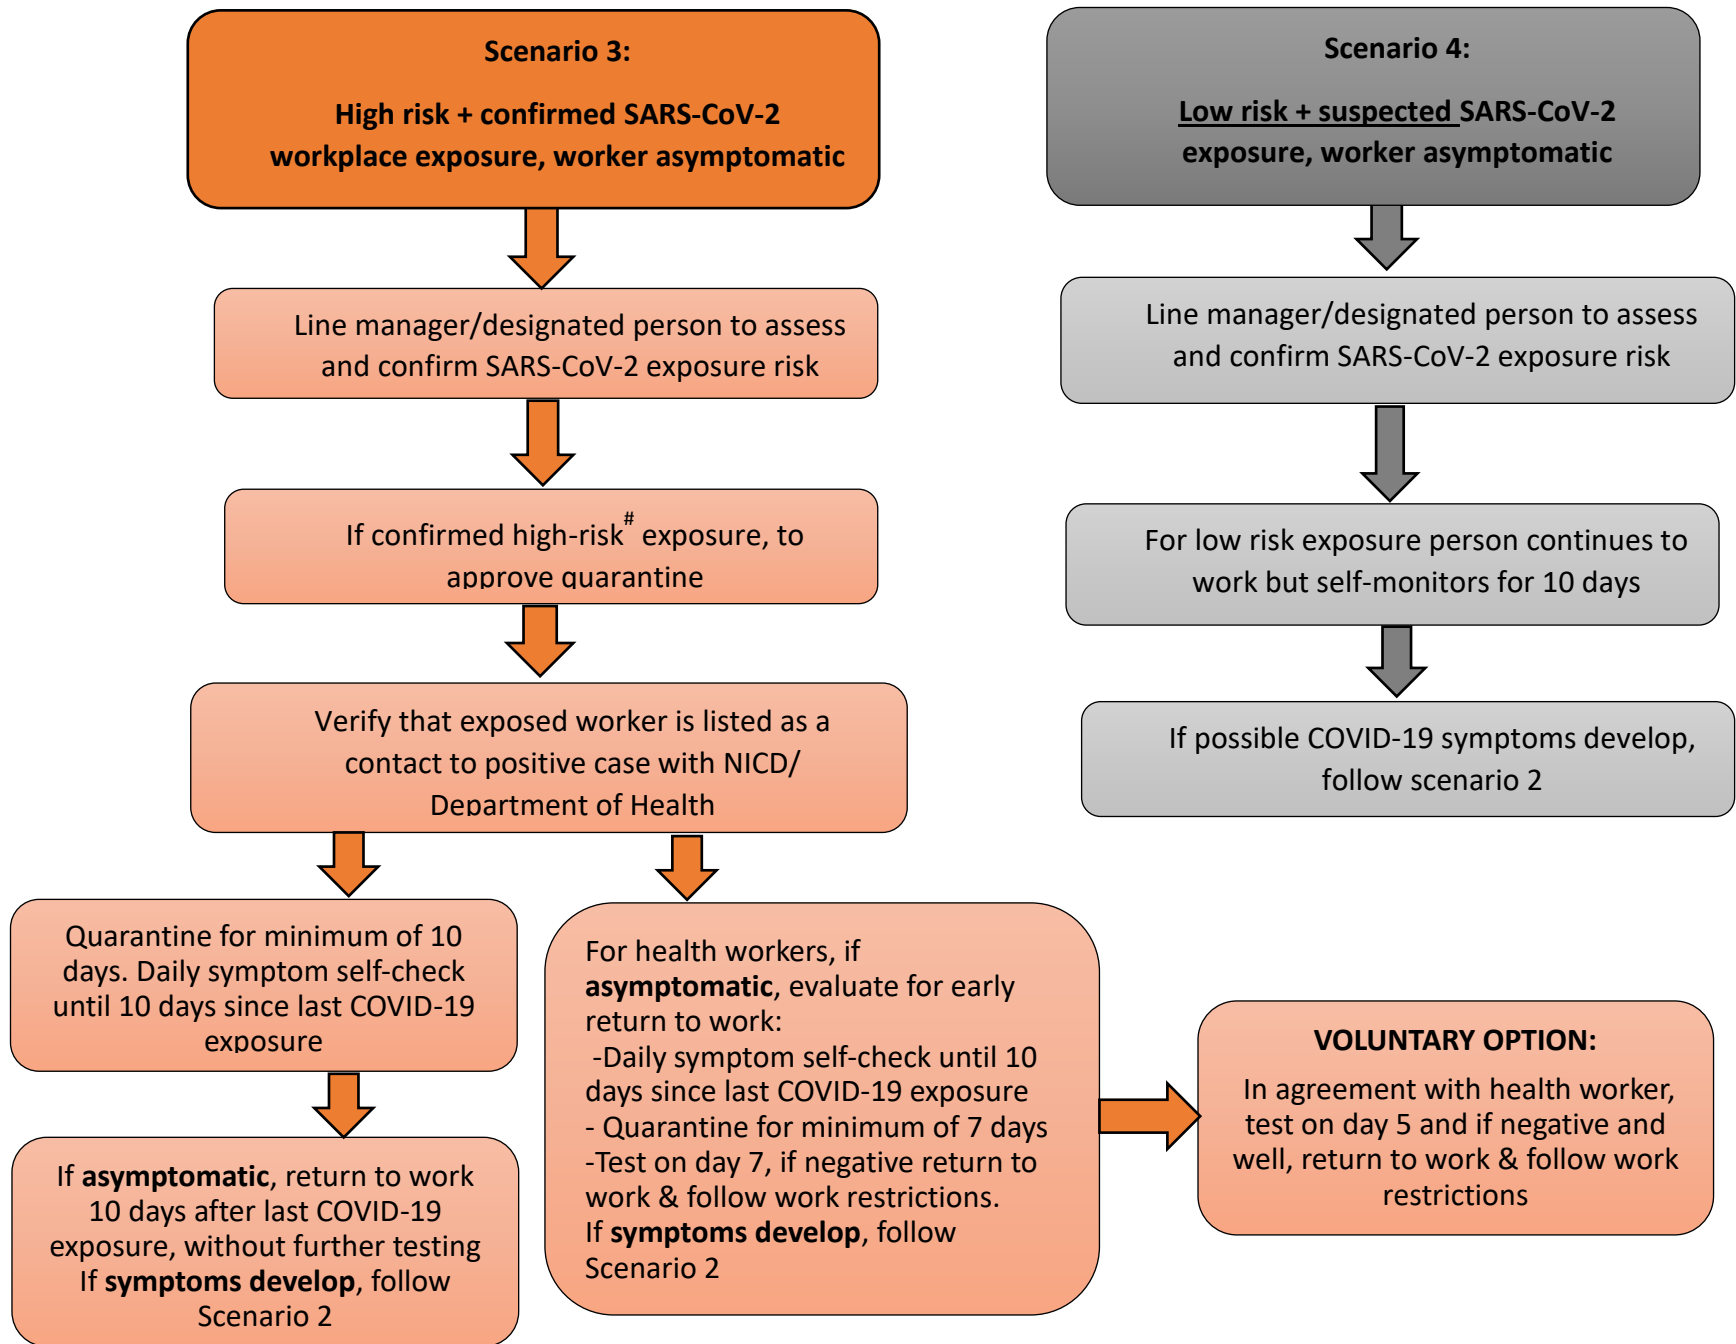 Scenario 3:
High risk + confirmed SARS-CoV-2
workplace exposure, worker asymptomatic
Line manager/designated person to assess
and confirm SARS-CoV-2 exposure risk
If confirmed high-risk# exposure, to
approve quarantine
Verify that exposed worker is listed as a
contact to positive case with NICD/
Department of Health
Quarantine for minimum of 10
days. Daily symptom self-check
until 10 days since last COVID-19
exposure
If asymptomatic, return to work
10 days after last COVID-19
exposure, without further testing
If symptoms develop, follow
Scenario 2
For health workers, if
asymptomatic, evaluate for early
return to work:
-Daily symptom self-check until 10
days since last COVID-19 exposure
- Quarantine for minimum of 7 days
-Test on day 7, if negative return to
work & follow work restrictions.
If symptoms develop, follow
Scenario 2
VOLUNTARY OPTION:
In agreement with health worker,
test on day 5 and if negative and
well, return to work & follow work
restrictions
Scenario 4:
Low risk + suspected SARS-CoV-2
exposure, worker asymptomatic
Line manager/designated person to assess
and confirm SARS-CoV-2 exposure risk
For low risk exposure person continues to
work but self-monitors for 10 days
If possible COVID-19 symptoms develop,
follow scenario 2